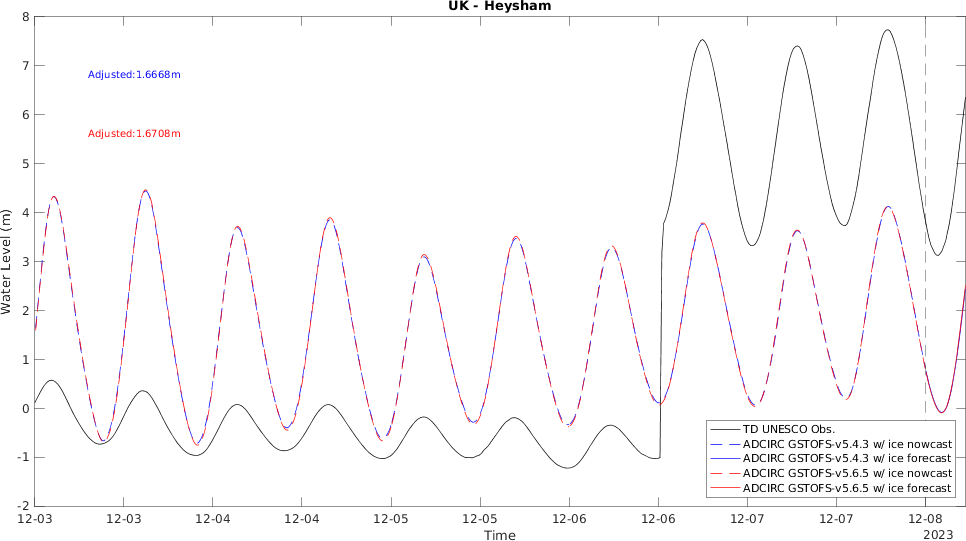 UK - Heysham
8
7
6
5
4
3
2
1
0
-1
-2
Water Level (m)
Adjusted:1.6668m
Adjusted:1.6708m
TD UNESCO Obs.
ADCIRC GSTOFS-v5.4.3 w/ ice nowcast
ADCIRC GSTOFS-v5.4.3 w/ ice forecast
ADCIRC GSTOFS-v5.6.5 w/ ice nowcast
ADCIRC GSTOFS-v5.6.5 w/ ice forecast
12-03 12-03 12-04 12-04 12-05 12-05 12-06 12-06 12-07 12-07 12-08
Time 2023